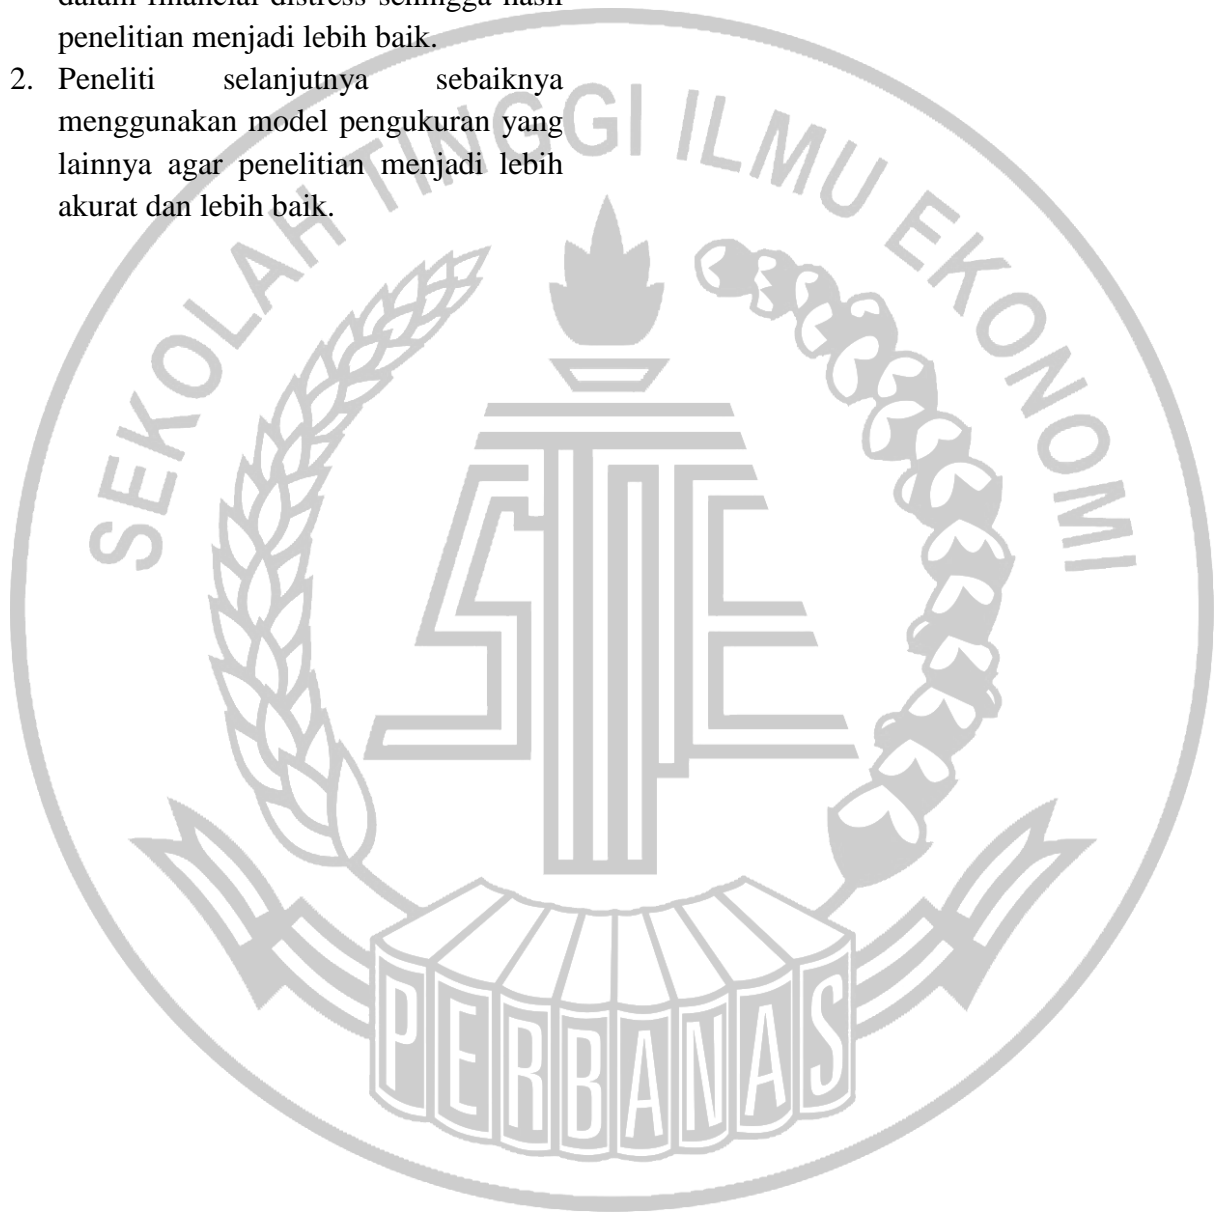 dalam financial distress sehingga hasil
penelitian menjadi lebih baik.
2. Peneliti selanjutnya sebaiknya
menggunakan model pengukuran yang
lainnya agar penelitian menjadi lebih
akurat dan lebih baik.
SEKOLAH TINGGI ILMU EKONOMI
STIE
PERBANAS